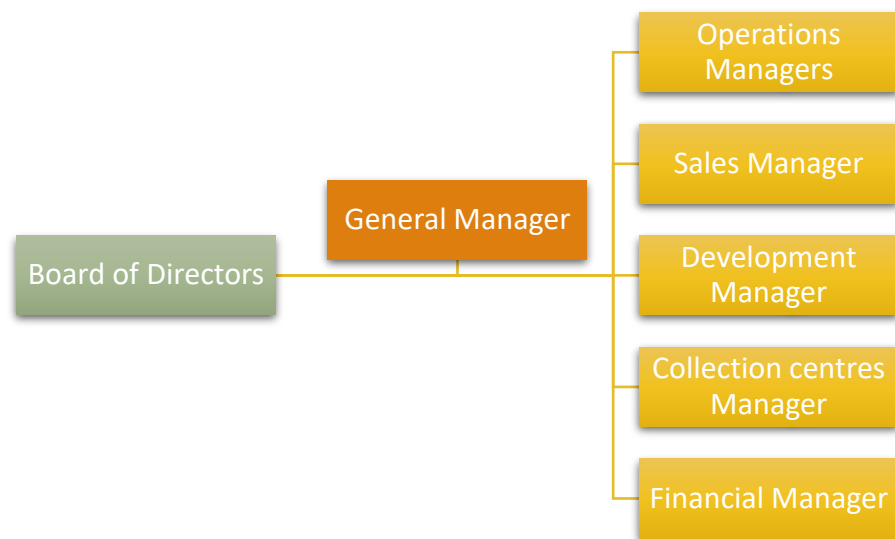 Board of Directors
General Manager
Operations
Managers
Sales Manager
Development
Manager
Collection centres
Manager
Financial Manager